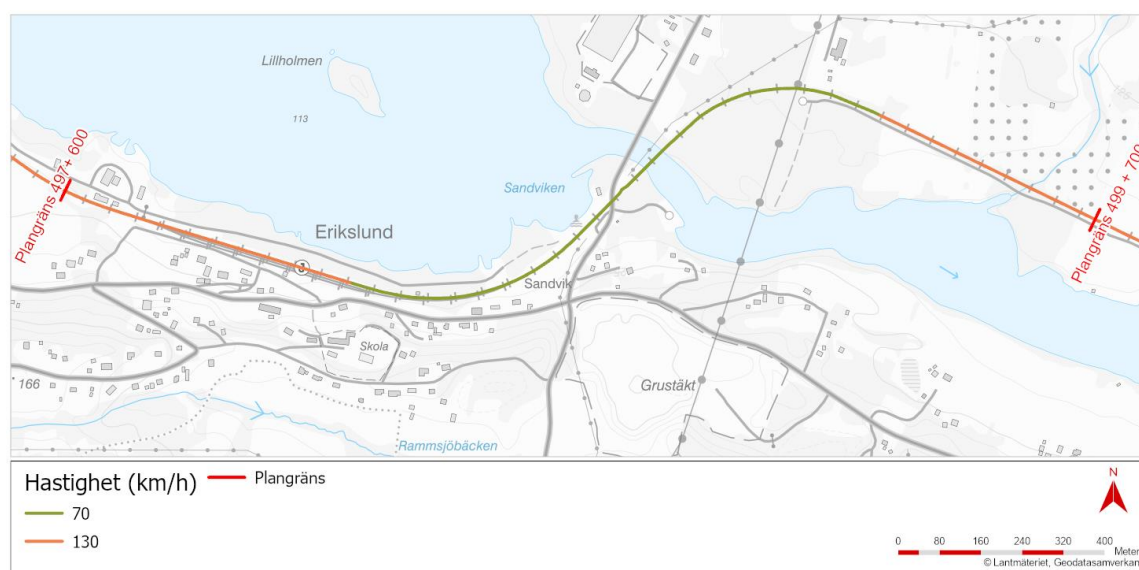 Lillholmen
113
Plangräns 497+ 600
Sandviken
Erikslund
Plangräns 499 + 700
Sandvik
Skola
166
Grustäkt
Rammsjöbäcken
Hastighet (km/h)
Plangräns
70
130
N
0 80 160 240 320 400
Meter
© Lantmäteriet, Geodatasamverkan